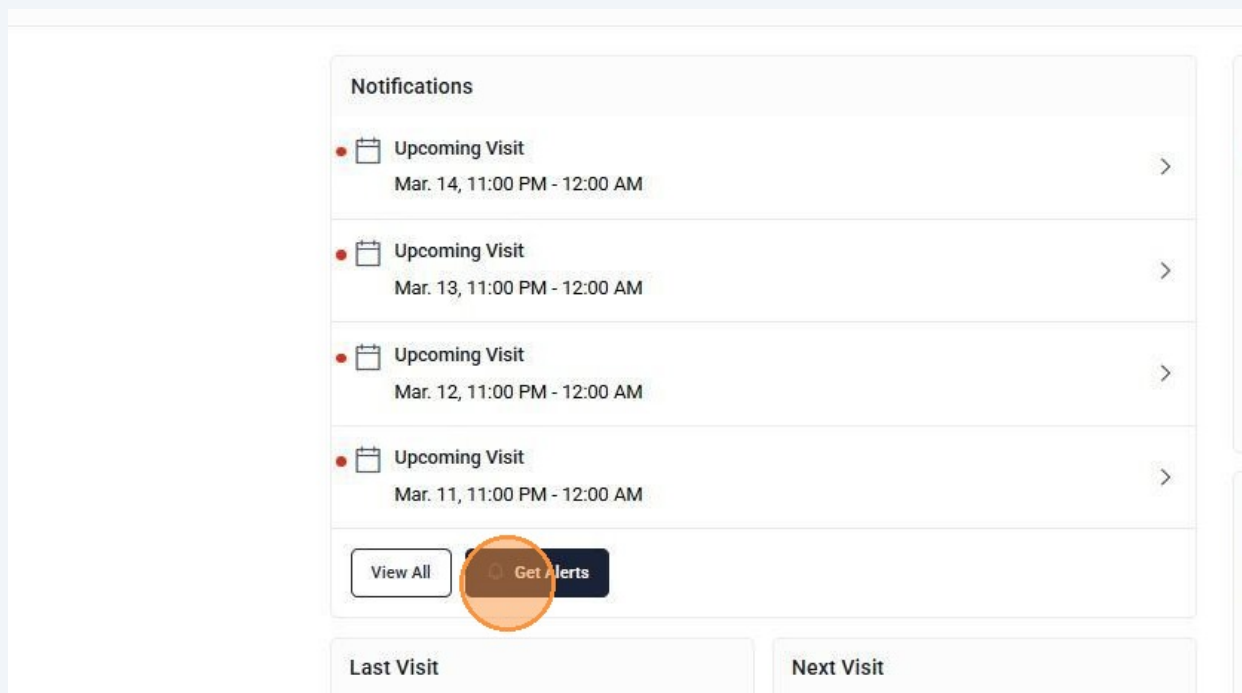 Notifications
Upcoming Visit
Mar. 14, 11:00 PM - 12:00 AM
Upcoming Visit
Mar. 13, 11:00 PM - 12:00 AM
Upcoming Visit
Mar. 12, 11:00 PM - 12:00 AM
Upcoming Visit
Mar. 11, 11:00 PM - 12:00 AM
View All Get Alerts
Last Visit Next Visit